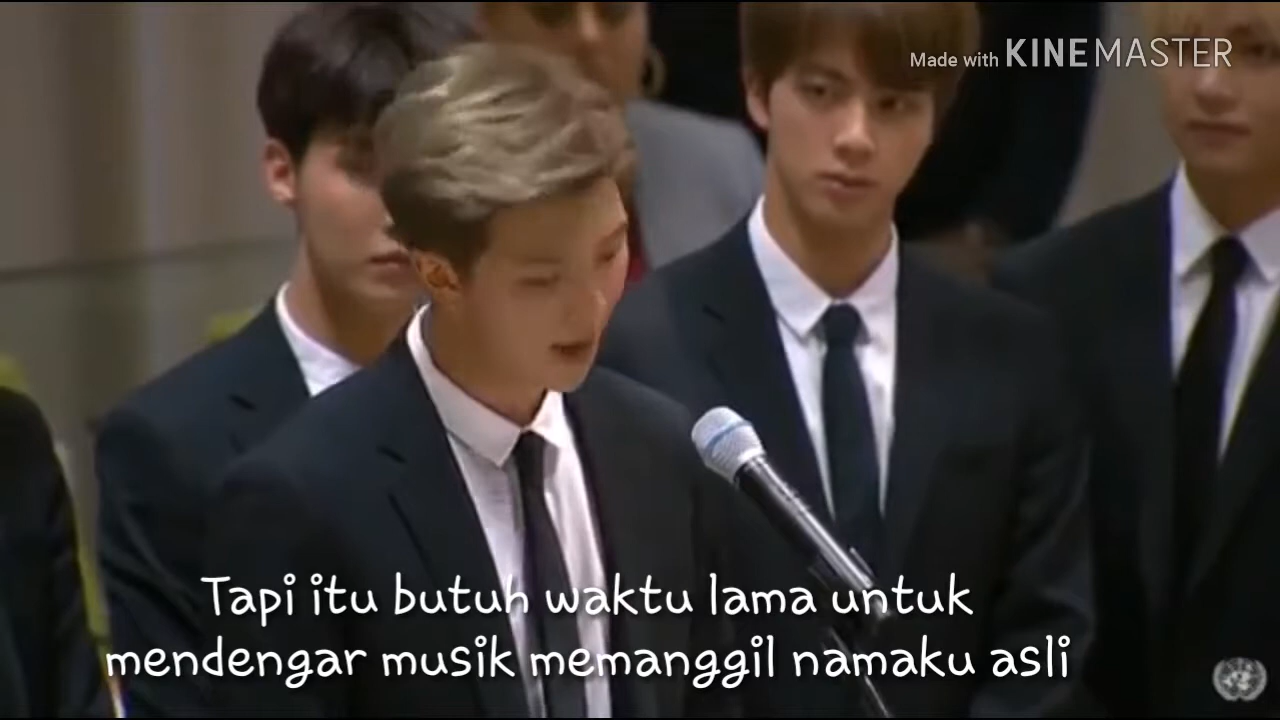 Made with KINEMASTER
Tapi itu butuh waktu lama untuk
mendengar musik memanggil namaku asli